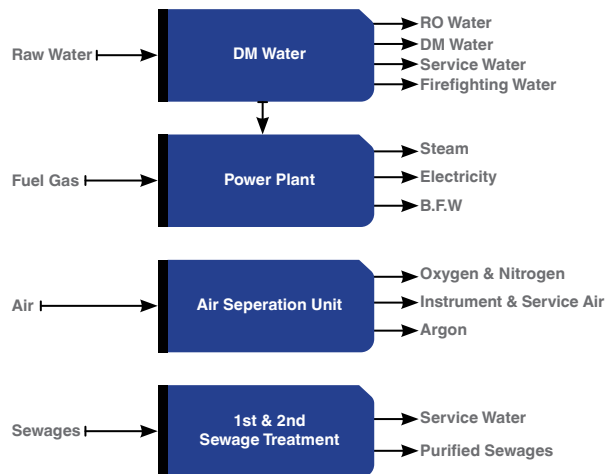 RO Water
DM Water
Raw Water
DM Water
Service Water
Firefighting Water
Steam
Fuel Gas
Power Plant
Electricity
B.F.W
Oxygen & Nitrogen
Air
Air Seperation Unit
Instrument & Service Air
Argon
Service Water
Sewages
1st & 2nd
Sewage Treatment
Purified Sewages